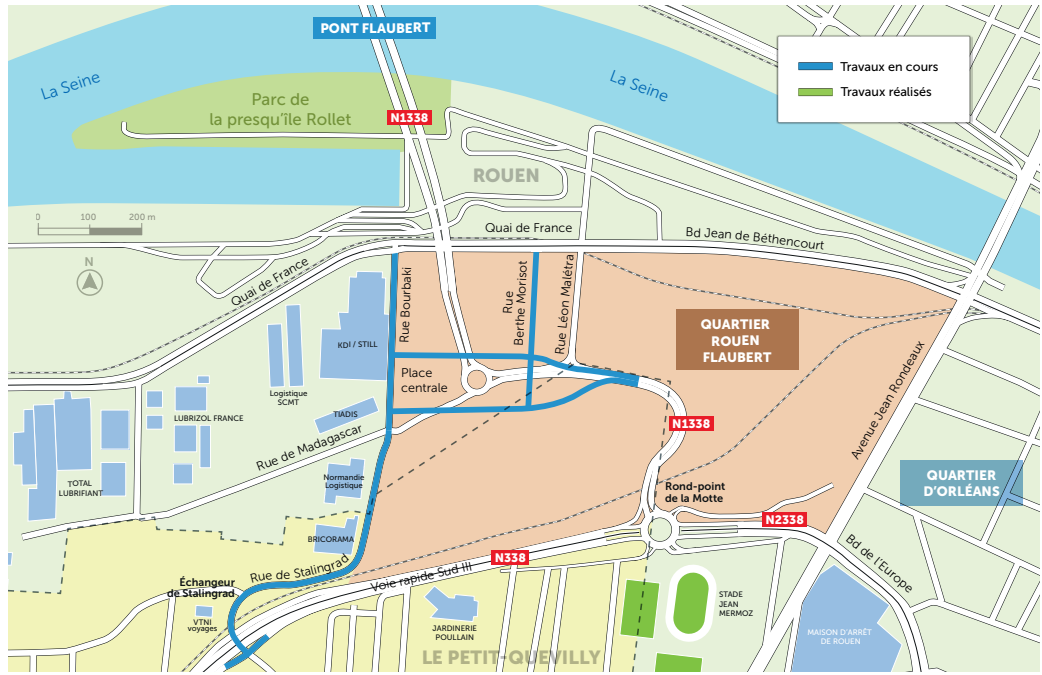 PONT FLAUBERT
Travaux en cours
Travaux réalisés
La Seine
La Seine
Parc de
la presqu'île Rollet
N1338
ROUEN
0 100 200 m
N
Quai de France
Bd Jean de Béthencourt
Quai de France
Rue Bourbaki
Rue
Berthe Morisot
Rue Léon Malétra
QUARTIER
ROUEN
FLAUBERT
KDI / STILL
Place
centrale
Logistique
SCMT
TIADIS
LUBRIZOL FRANCE
Avenue Jean Rondeaux
N1338
Rue de Madagascar
TOTAL
LUBRIFIANT
Normandie
Logistique
Rond-point
de la Motte
QUARTIER
D'ORLÉANS
N2338
BRICORAMA
N338
Bd de l'Europe
Rue de Stalingrad
Voie rapide Sud III
Échangeur
de Stalingrad
VTNI
voyages
JARDINERIE
POULLAIN
STADE
JEAN
MERMOZ
MAISON D'ARRÊT
DE ROUEN
LE PETIT-QUEVILLY